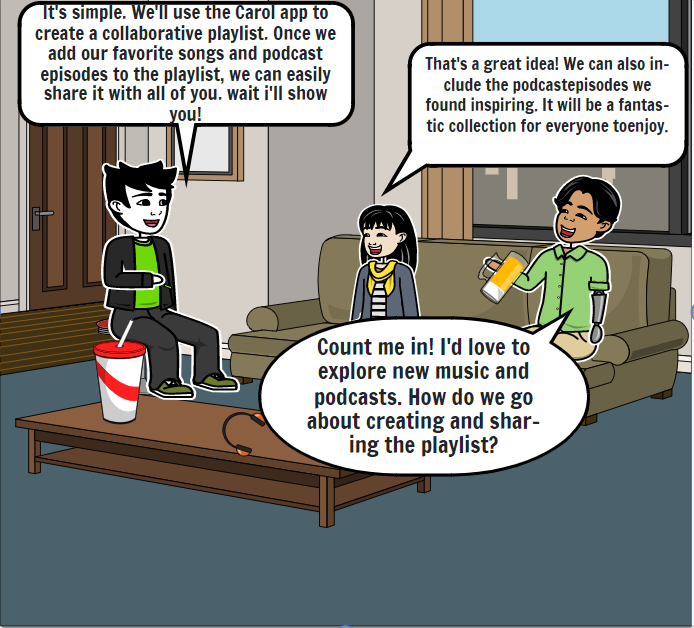 It's simple. We'll use the Carol app to
create a collaborative playlist. Once we
add our favorite songs and podcast
episodes to the playlist, we can easily
share it with all of you. wait i'll show
you!
That's a great idea! We can also in-
clude the podcastepisodes we
found inspiring. It will be a fantas-
tic collection for everyone toenjoy.
Count me in! I'd love to
explore new music and
podcasts. How do we go
about creating and shar-
ing the playlist?